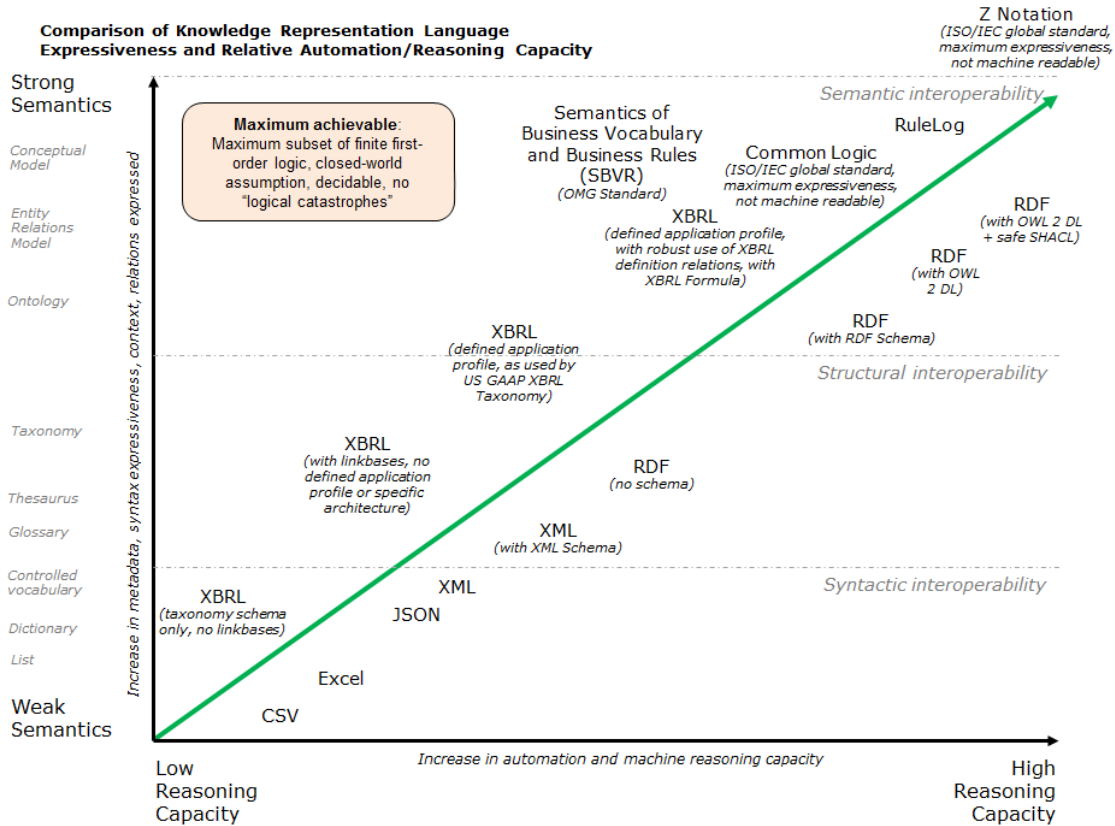 Comparison of Knowledge Representation Language
Expressiveness and Relative Automation/Reasoning Capacity
Z Notation
(ISO/IEC global standard,
maximum expressiveness,
not machine readable)
Strong
Semantics
Semantic interoperability
Maximum achievable:
Maximum subset of finite first-
order logic, closed-world
assumption, decidable, no
“logical catastrophes”
Semantics of
Business Vocabulary
and Business Rules
(SBVR)
(OMG Standard)
RuleLog
Common Logic
(ISO/IEC global standard,
maximum expressiveness,
not machine readable)
Conceptual
Model
Entity
Relations
Model
XBRL
(defined application profile,
with robust use of XBRL
definition relations, with
XBRL Formula)
RDF
(with OWL 2 DL
+ safe SHACL)
RDF
(with OWL
2 DL)
Ontology
RDF
(with RDF Schema)
XBRL
(defined application
profile, as used by
US GAAP XBRL
Taxonomy)
Structural interoperability
Taxonomy
XBRL
(with linkbases, no
defined application
profile or specific
architecture)
RDF
(no schema)
Thesaurus
Glossary
XML
(with XML Schema)
Controlled
vocabulary
Syntactic interoperability
XML
XBRL
(taxonomy schema
only, no linkbases)
JSON
Dictionary
List
Excel
Weak
Semantics
CSV
Increase in metadata, syntax expressiveness, context, relations expressed
Increase in automation and machine reasoning capacity
Low
Reasoning
Capacity
High
Reasoning
Capacity